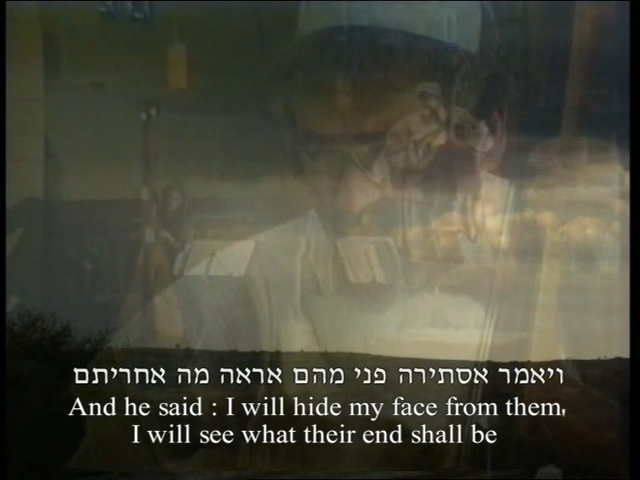 ויאמר אסתירה פני מהם אראה מה אחריתם
And he said : I will hide my face from them,
I will see what their end shall be